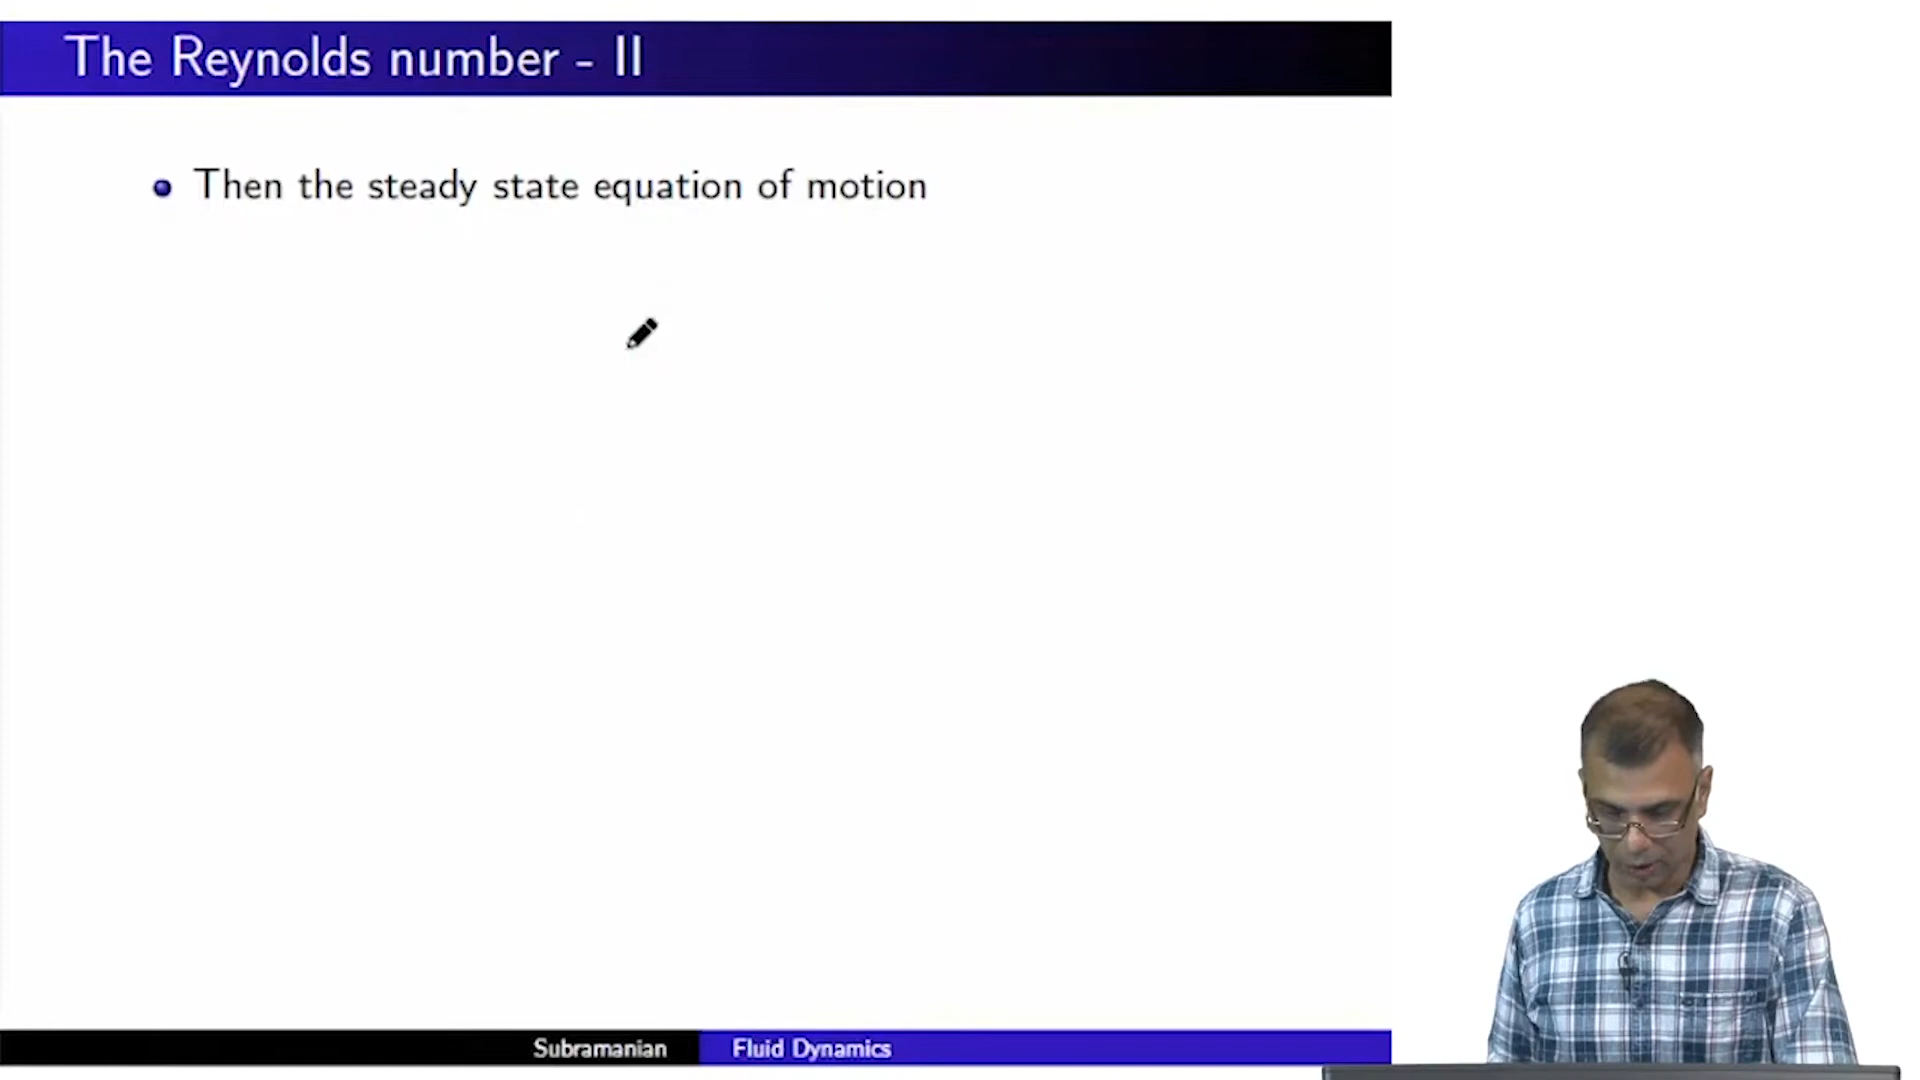 The Reynolds number - II
Then the steady state equation of motion
Subramanian
Fluid Dynamics